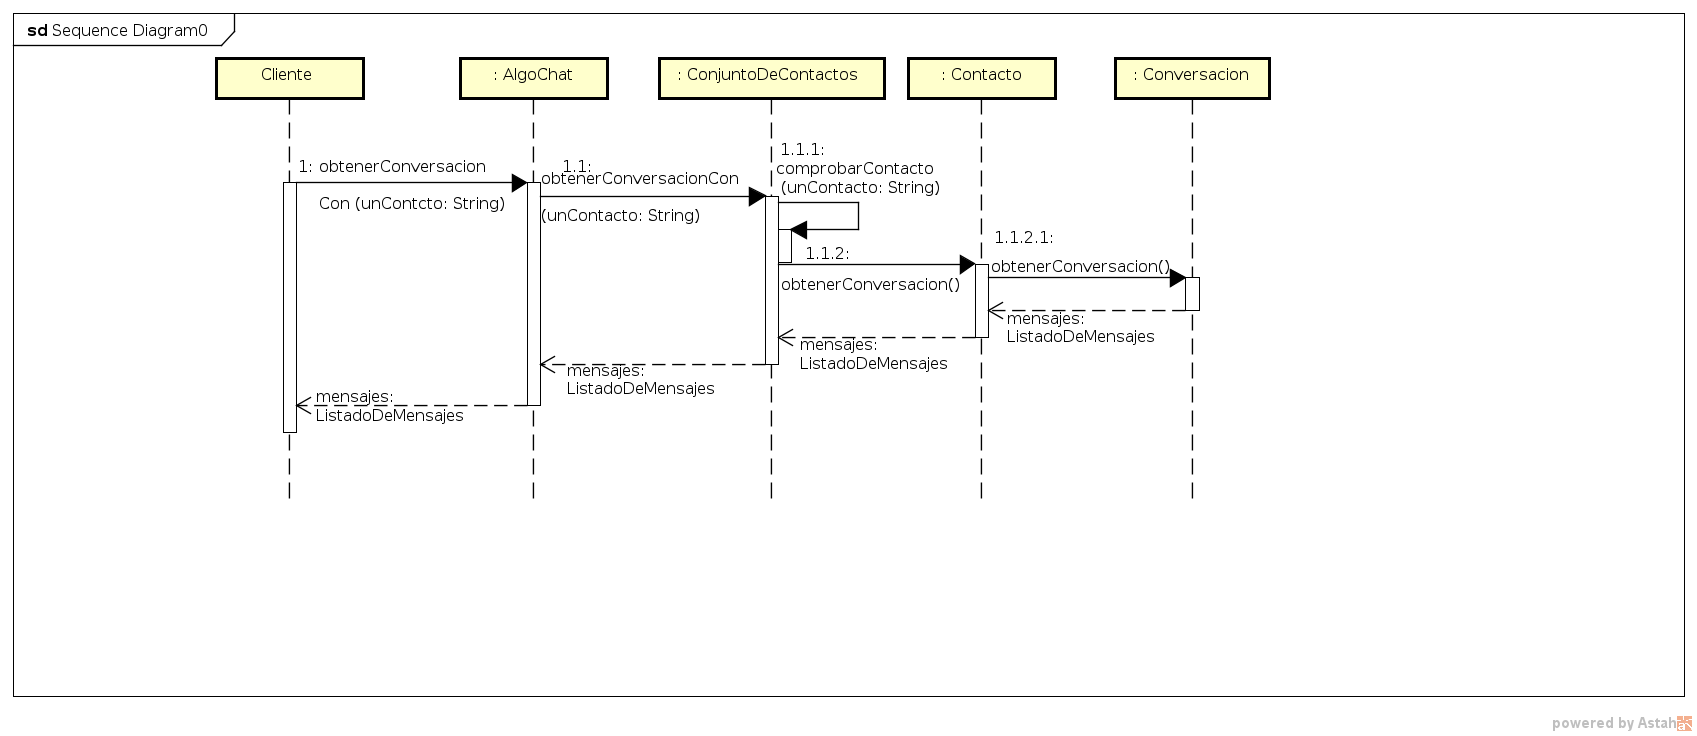 sd Sequence Diagram0
Cliente
: AlgoChat
: ConjuntoDeContactos
: Contacto
: Conversacion
1: obtenerConversacion
Con (unContcto: String)
1.1:
obtenerConversacionCon
(unContacto: String)
1.1.1:
comprobarContacto
(unContacto: String)
1.1.2:
obtenerConversacion()
1.1.2.1:
obtenerConversacion()
mensajes:
ListadoDeMensajes
mensajes:
ListadoDeMensajes
mensajes:
ListadoDeMensajes
mensajes:
ListadoDeMensajes
powered by Astah